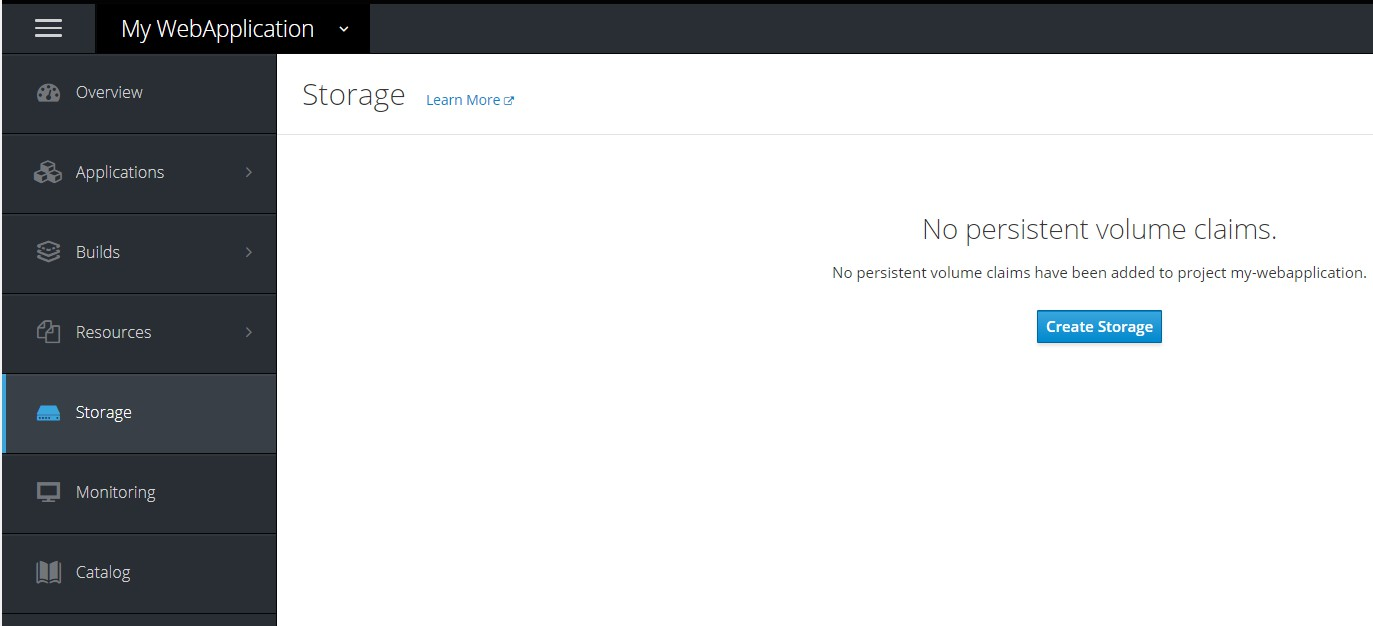 My WebApplication
Overview
Applications
Builds
Resources
Storage
Monitoring
Catalog
Storage Learn More
No persistent volume claims.
No persistent volume claims have been added to project my-webapplication.
Create Storage